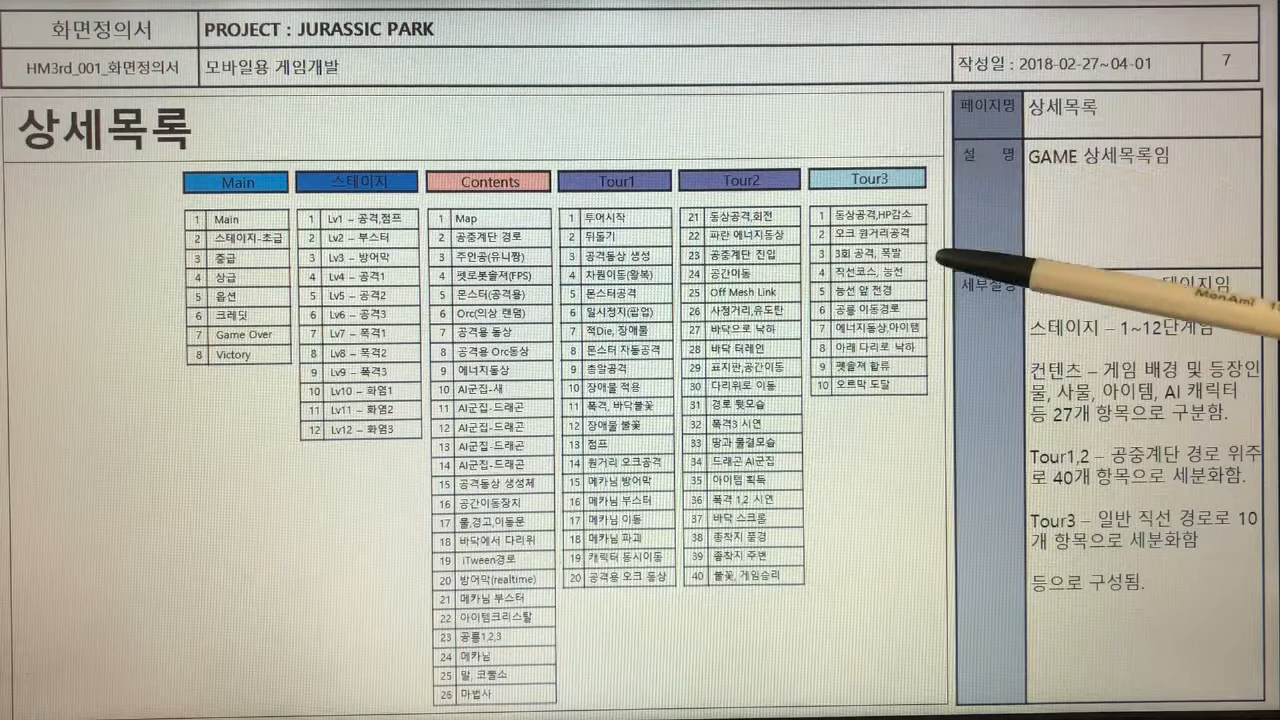 화면정의서
PROJECT : JURASSIC PARK
HM3rd_001_화면정의서
모바일용 게임개발
작성일 : 2018-02-27~04-01
7
상세목록
Main
1 Main
2 스테이지-초급
3 중급
4 상급
5 옵션
6 크레딧
7 Game Over
8 Victory
스테이지
1 Lv1 – 공격,점프
2 Lv2 – 부스터
3 Lv3 – 방어막
4 Lv4 – 공격1
5 Lv5 – 공격2
6 Lv6 – 공격3
7 Lv7 – 폭격1
8 Lv8 – 폭격2
9 Lv9 – 폭격3
10 Lv10 – 화염1
11 Lv11 – 화염2
12 Lv12 – 화염3
Contents
1 Map
2 공중계단 경로
3 주인공(유니짱)
4 펫로봇솔져(FPS)
5 몬스터(공격용)
6 Orc(의상 랜덤)
7 공격용 동상
8 공격용 Orc동상
9 에너지동상
10 AI군집-새
11 AI군집-드래곤
12 AI군집-드래곤
13 AI군집-드래곤
14 AI군집-드래곤
15 공격동상 생성체
16 공간이동장치
17 물,경고,이동문
18 바닥에서 다리위
19 iTween경로
20 방어막(realtime)
21 메카님 부스터
22 아이템크리스탈
23 공룡1,2,3
24 메카님
25 말, 코뿔소
26 마법사
Tour1
1 투어시작
2 뒤돌기
3 공격동상 생성
4 차원이동(왕복)
5 몬스터공격
6 일시정지(팝업)
7 적Die, 장애물
8 몬스터 자동공격
9 총알공격
10 장애물 적용
11 폭격, 바닥불꽃
12 장애물 불꽃
13 점프
14 원거리 오크공격
15 메카님 방어막
16 메카님 부스터
17 메카님 이동
18 메카님 파괴
19 캐릭터 동시이동
20 공격용 오크 동상
Tour2
21 동상공격,회전
22 파란 에너지동상
23 공중계단 진입
24 공간이동
25 Off Mesh Link
26 사정거리,유도탄
27 바닥으로 낙하
28 바닥 터레인
29 표지판,공간이동
30 다리위로 이동
31 경로 뒷모습
32 폭격3 시연
33 땅과 물결모습
34 드래곤 AI군집
35 아이템 획득
36 폭격 1,2 시연
37 바닥 스크롤
38 종착지 풍경
39 종착지 주변
40 불꽃, 게임승리
Tour3
1 동상공격,HP감소
2 오크 원거리공격
3 3회 공격, 폭발
4 직선코스, 능선
5 능선 앞 전경
6 공룡 이동경로
7 에너지동상,아이템
8 아래 다리로 낙하
9 펫솔져 합류
10 오르막 도달
페이지명
상세목록
설 명
GAME 상세목록임
세부설명
스테이지 – 1~12단계임
컨텐츠 – 게임 배경 및 등장인
물, 사물, 아이템, AI 캐릭터
등 27개 항목으로 구분함.
Tour1,2 – 공중계단 경로 위주
로 40개 항목으로 세분화함.
Tour3 – 일반 직선 경로로 10
개 항목으로 세분화함
등으로 구성됨.
MonAmi